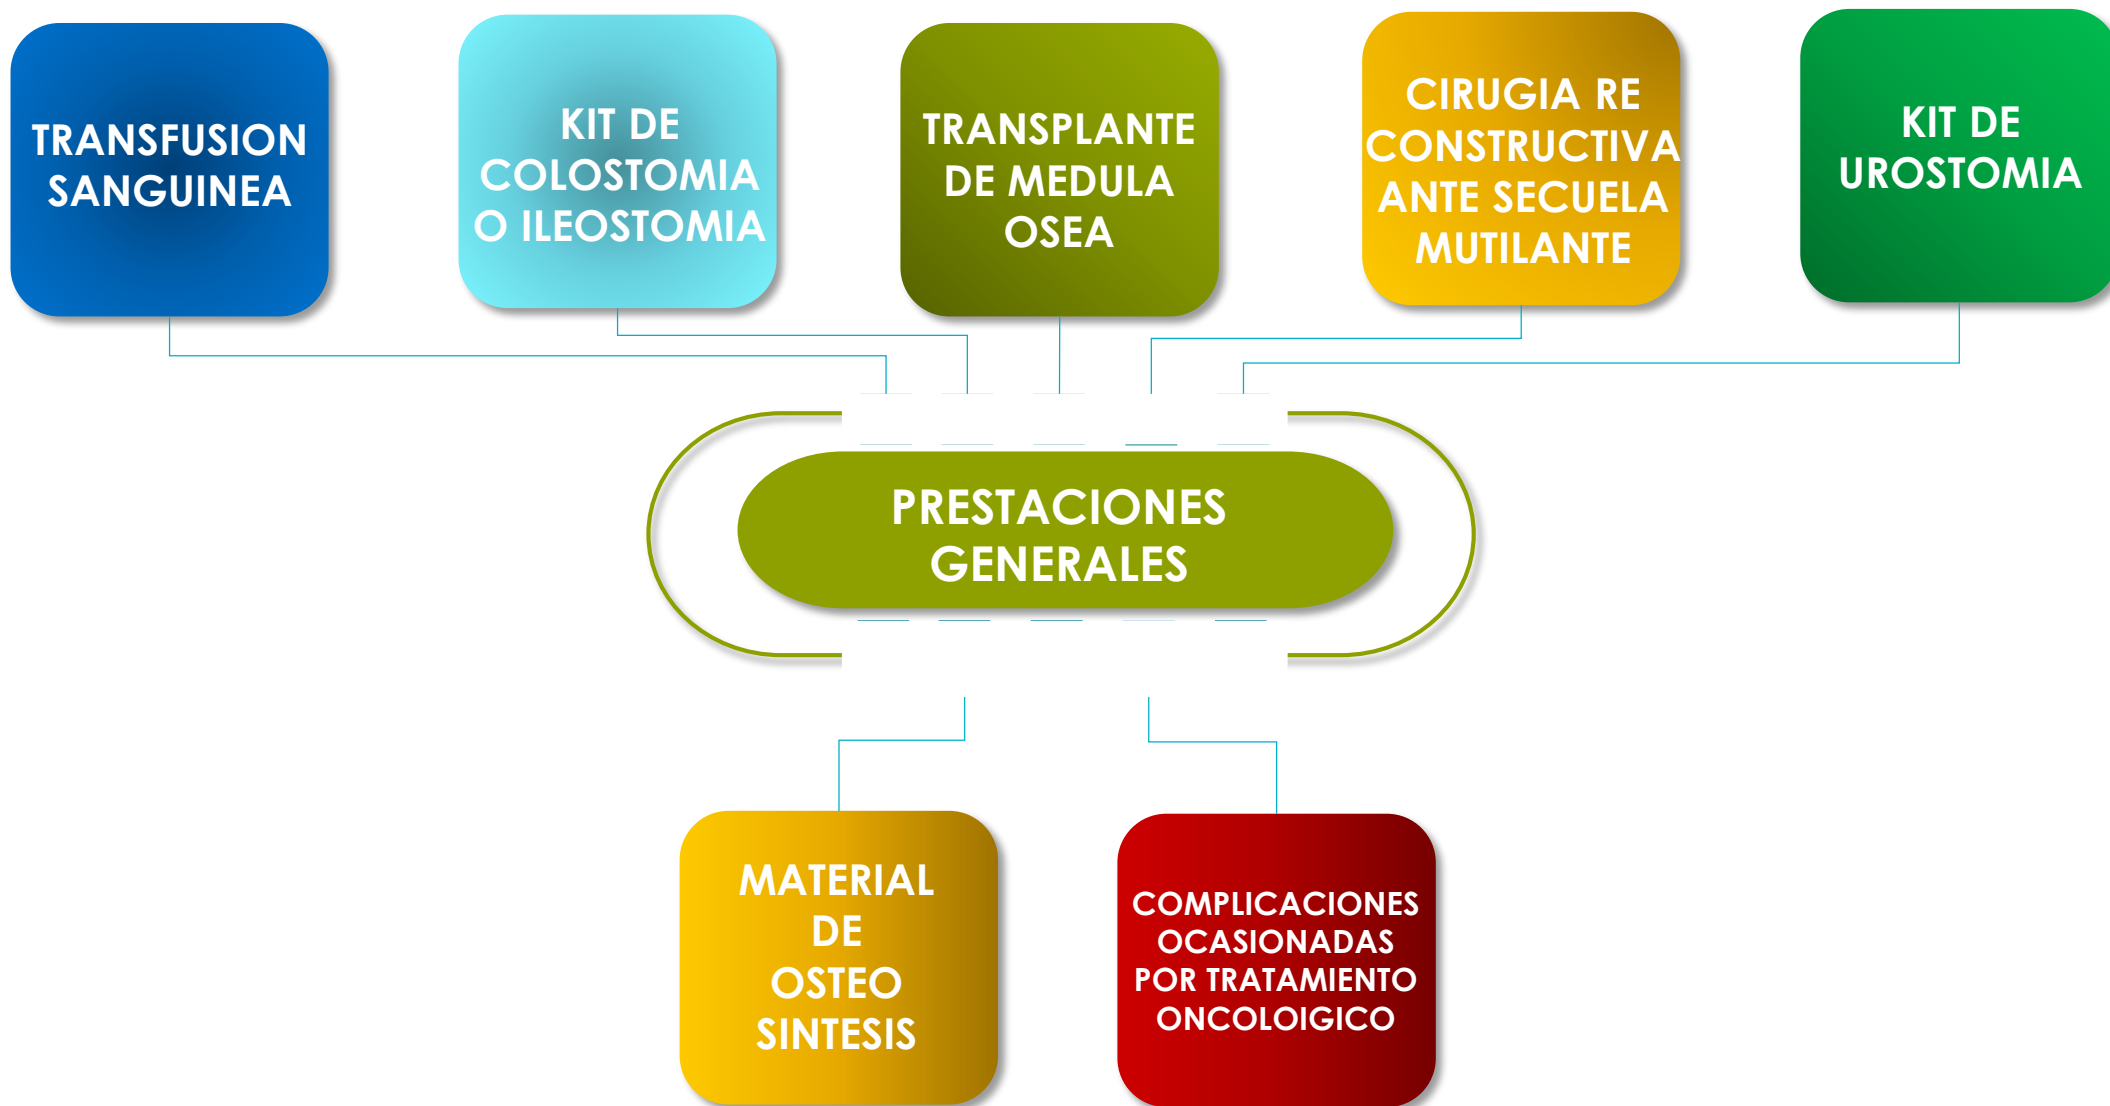 TRANSFUSION
SANGUINEA
KIT DE
COLOSTOMIA
O ILEOSTOMIA
TRANSPLANTE
DE MEDULA
OSEA
CIRUGIA RE
CONSTRUCTIVA
ANTE SECUELA
MUTILANTE
KIT DE
UROSTOMIA
PRESTACIONES
GENERALES
MATERIAL
DE
OSTEO
SINTESIS
COMPLICACIONES
OCASIONADAS
POR TRATAMIENTO
ONCOLOIGICO